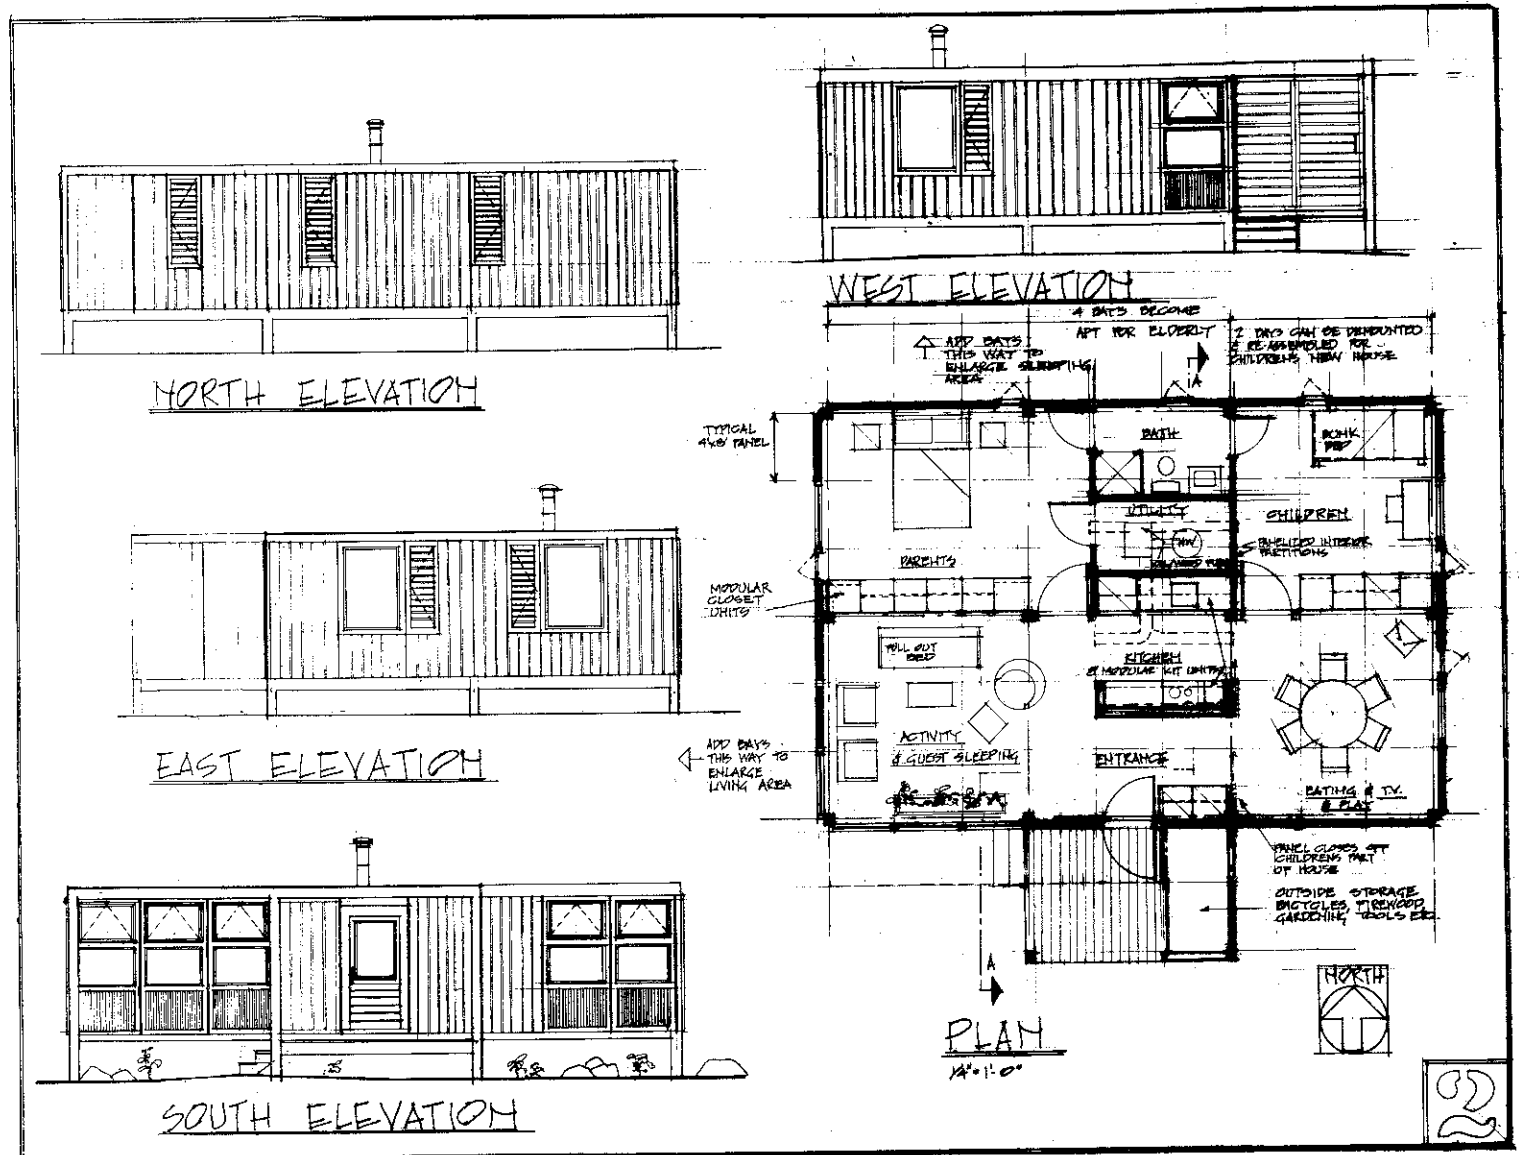 WEST ELEVATION
NORTH ELEVATION
4 BAYS BECOME
APT FOR ELDERLY
2 BAYS CAN BE DEMOUNTED
& RE-ASSEMBLED FOR
CHILDRENS NEW HOUSE
ADD BAYS
THIS WAY TO
ENLARGE SLEEPING
AREA
A
TYPICAL
4'x8' PANEL
BATH
BUNK
BED
UTILITY
HW
CHILDREN
PANELIZED INTERIOR
PARTITIONS
PARENTS
MODULAR
CLOSET
UNITS
PULL OUT
BED
KITCHEN
& MODULAR KIT UNITS
ACTIVITY
& GUEST SLEEPING
ENTRANCE
EATING & T.V.
& PLAY
EAST ELEVATION
ADD BAYS
THIS WAY TO
ENLARGE
LIVING AREA
PANEL CLOSES OFF
CHILDRENS PART
OF HOUSE
OUTSIDE STORAGE
BICYCLES, FIREWOOD,
GARDENING TOOLS ETC.
A
NORTH
PLAN
1/4"=1'-0"
SOUTH ELEVATION
2